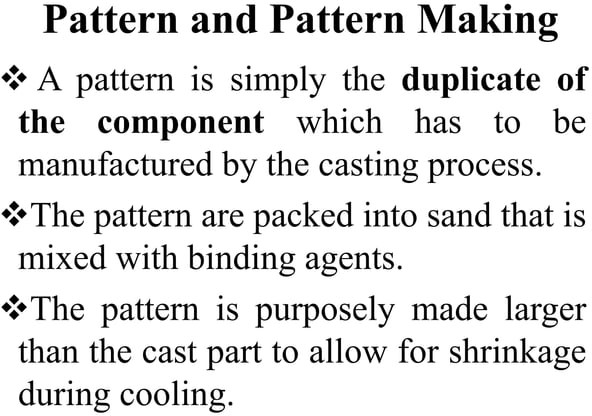 Pattern and Pattern Making
❖ A pattern is simply the duplicate of
the component which has to be
manufactured by the casting process.
❖The pattern are packed into sand that is
mixed with binding agents.
❖The pattern is purposely made larger
than the cast part to allow for shrinkage
during cooling.